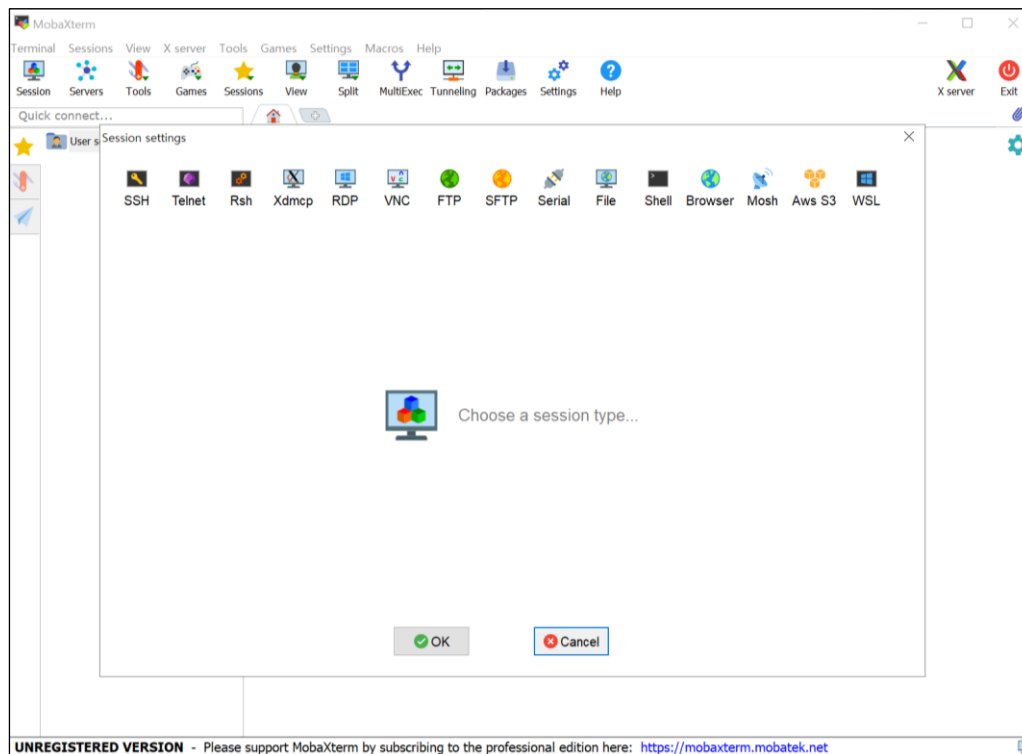 MobaXterm
Terminal Sessions View X server Tools Games Settings Macros Help
Session Servers Tools Games Sessions View Split MultiExec Tunneling Packages Settings Help X server Exit
Quick connect...
User s
Session settings
SSH Telnet Rsh Xdmcp RDP VNC FTP SFTP Serial File Shell Browser Mosh Aws S3 WSL
Choose a session type...
OK Cancel
UNREGISTERED VERSION - Please support MobaXterm by subscribing to the professional edition here: https://mobaxterm.mobatek.net